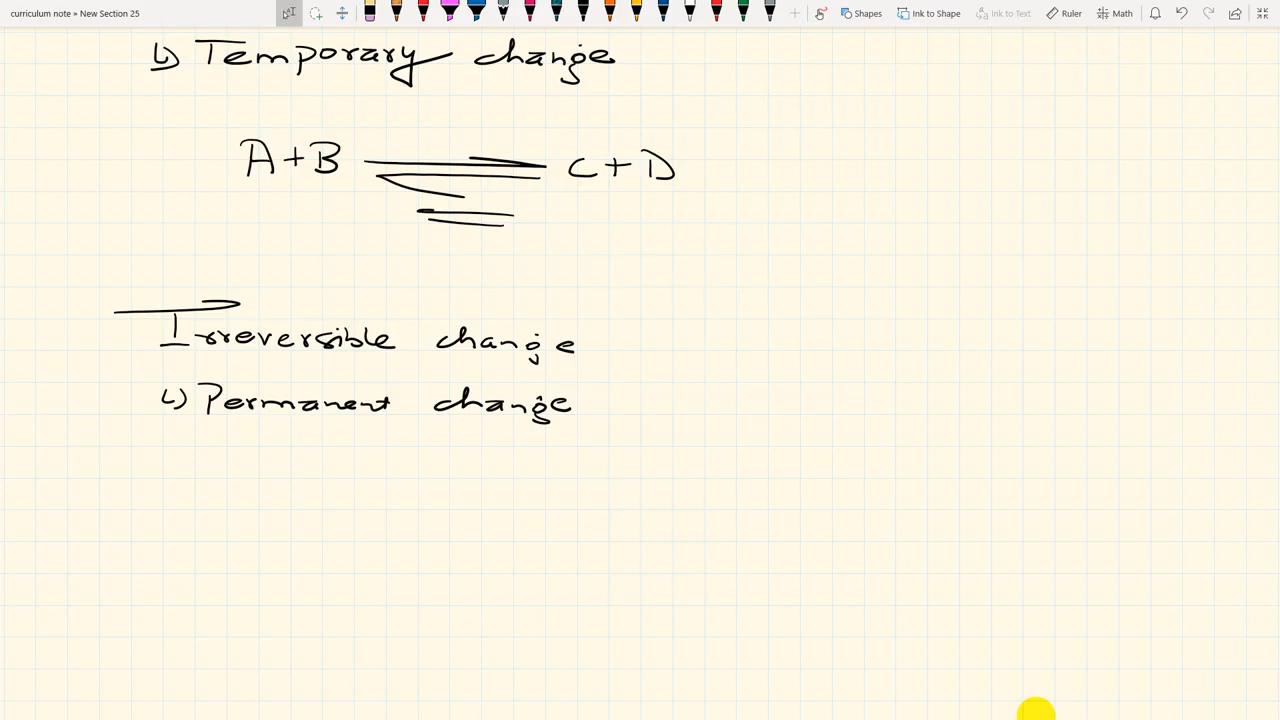 curriculum note » New Section 25
Shapes
Ink to Shape
Ink to Text
Ruler
Math
↳ Temporary change
A+B ⇌ C+D
Irreversible change
↳ Permanent change